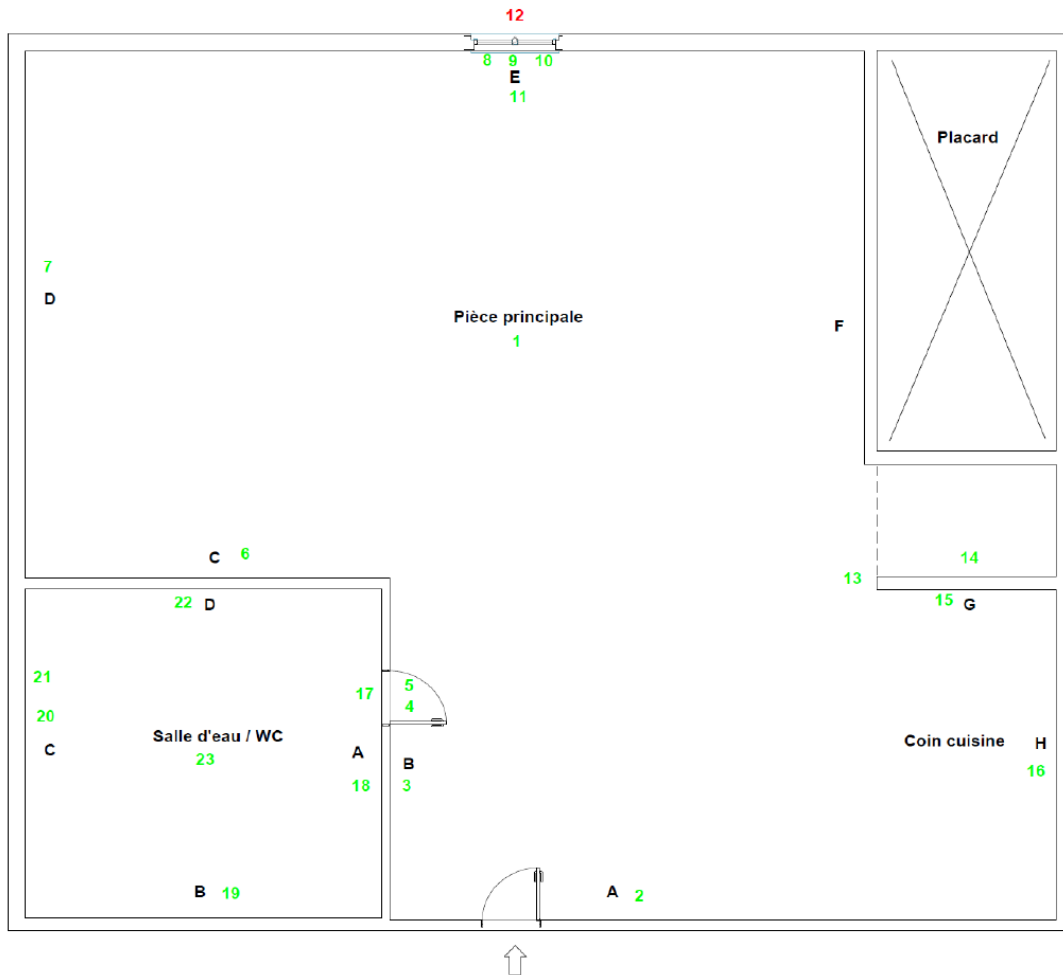 12
8 9 10
E
11
Placard
7
D
Pièce principale
1
F
C 6
14
13
22 D
15 G
21
17
5
20
4
Salle d'eau / WC
23
C
A
B
Coin cuisine
H
18
3
16
B 19
A 2